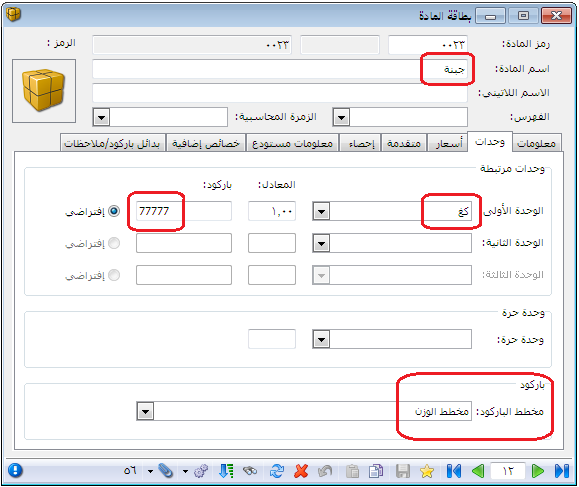 بطاقة المادة
رمز المادة: ٠٠٢٣ ٠٠٢٣ الرمز :
اسم المادة: جبنة
الاسم اللاتيني:
الفهرس: الزمرة المحاسبية:
معلومات وحدات أسعار متقدمة إحصاء معلومات مستودع خصائص إضافية بدائل باركود/ملاحظات
وحدات مرتبطة
المعادل: باركود:
الوحدة الأولى: كغ ١,٠٠ 77777 إفتراضي
الوحدة الثانية: إفتراضي
الوحدة الثالثة: إفتراضي
وحدة حرة
وحدة حرة:
باركود
مخطط الباركود: مخطط الوزن
١٢ ٥٦